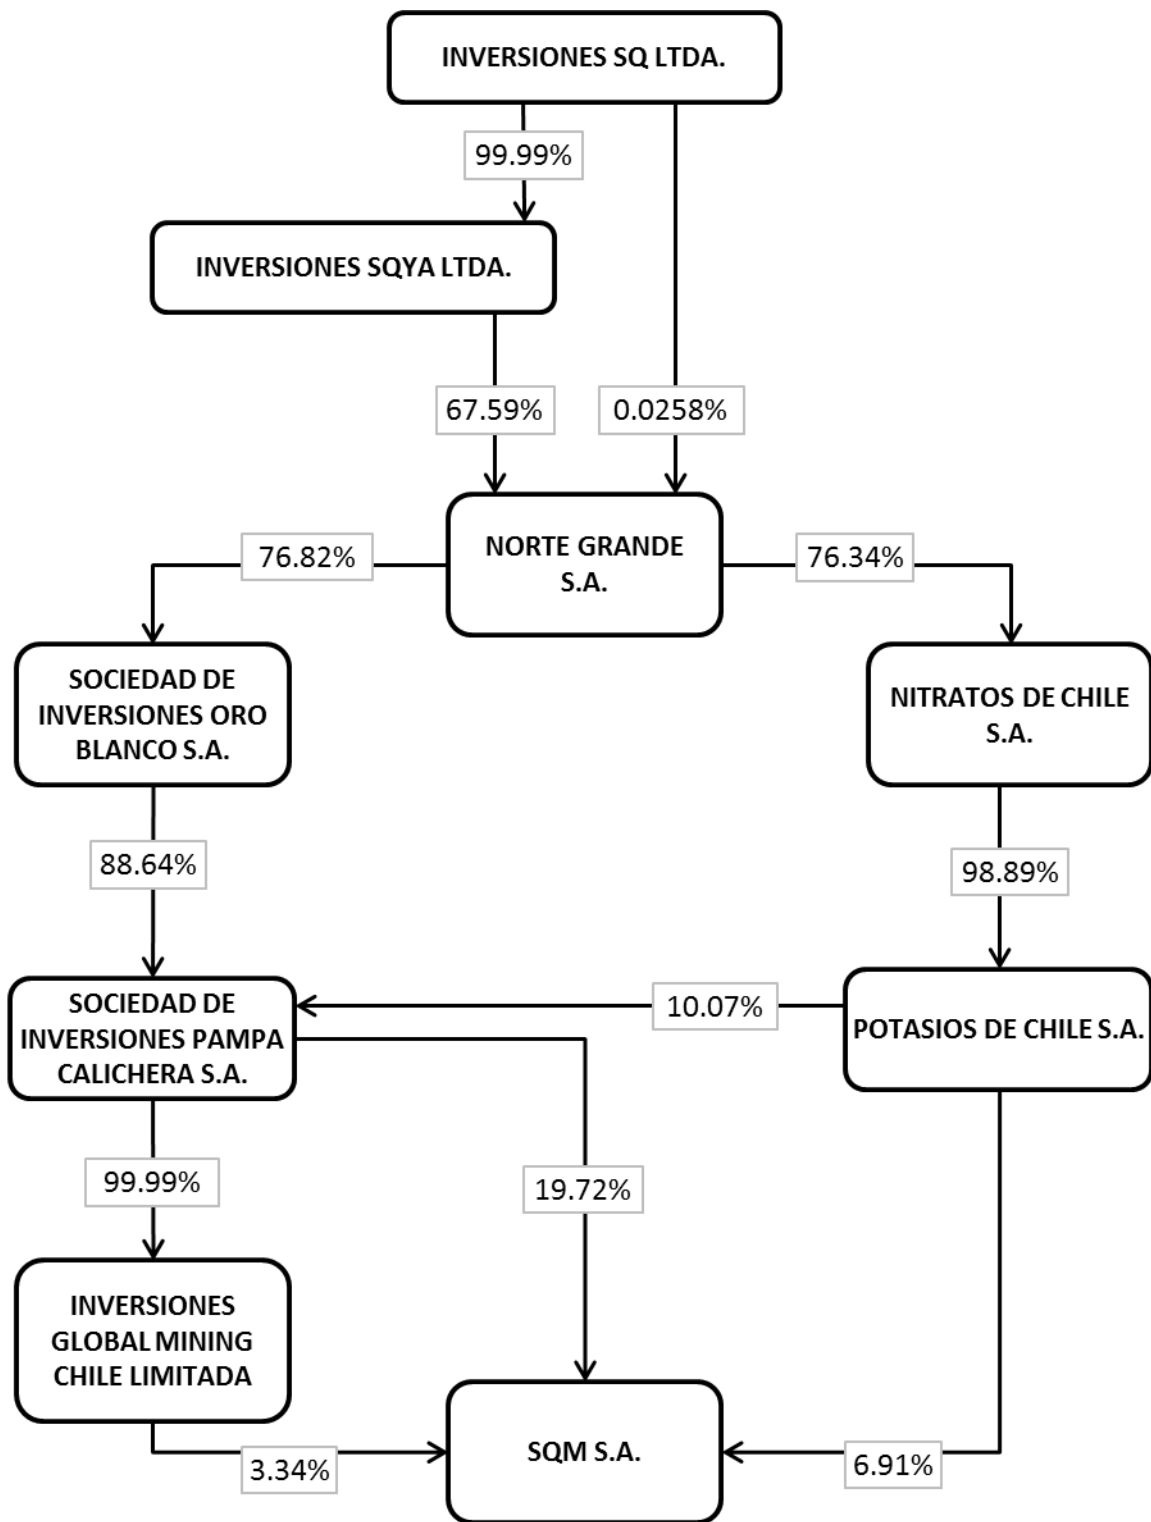 INVERSIONES SQ LTDA.
99.99%
INVERSIONES SQYA LTDA.
67.59%
0.0258%
NORTE GRANDE
S.A.
76.82%
76.34%
SOCIEDAD DE
INVERSIONES ORO
BLANCO S.A.
NITRATOS DE CHILE
S.A.
88.64%
98.89%
SOCIEDAD DE
INVERSIONES PAMPA
CALICHERA S.A.
10.07%
POTASIOS DE CHILE S.A.
99.99%
19.72%
INVERSIONES
GLOBAL MINING
CHILE LIMITADA
SQM S.A.
3.34%
6.91%